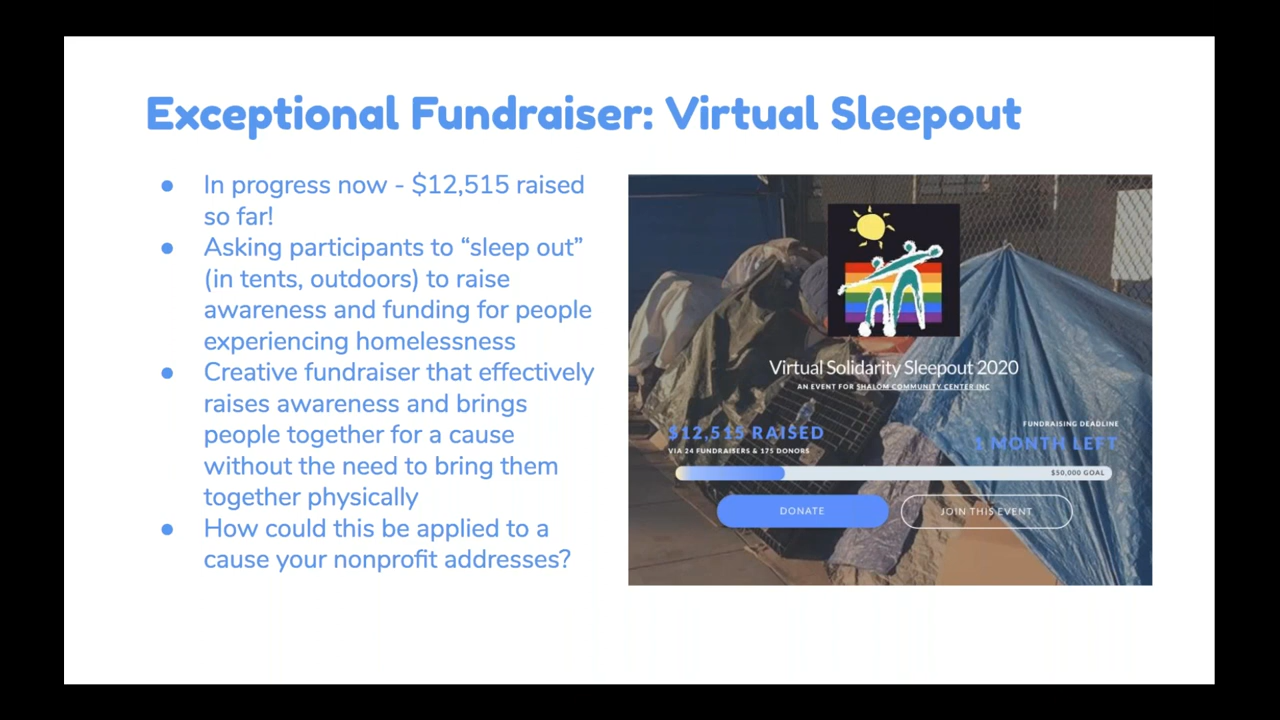 Exceptional Fundraiser: Virtual Sleepout
● In progress now - $12,515 raised
so far!
● Asking participants to “sleep out”
(in tents, outdoors) to raise
awareness and funding for people
experiencing homelessness
● Creative fundraiser that effectively
raises awareness and brings
people together for a cause
without the need to bring them
together physically
● How could this be applied to a
cause your nonprofit addresses?
Virtual Solidarity Sleepout 2020
AN EVENT FOR SHALOM COMMUNITY CENTER INC
$12,515 RAISED
VIA 24 FUNDRAISERS & 175 DONORS
FUNDRAISING DEADLINE
1 MONTH LEFT
$50,000 GOAL
DONATE
JOIN THIS EVENT